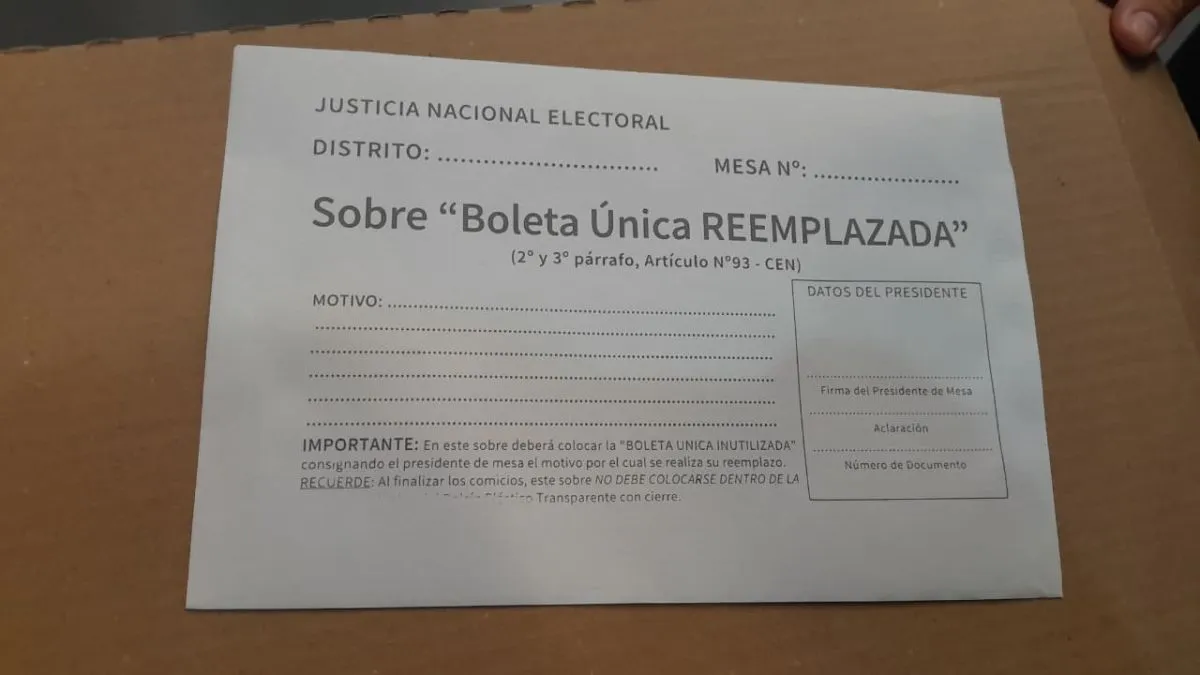 JUSTICIA NACIONAL ELECTORAL
DISTRITO: ............................. MESA Nº: ....................
Sobre “Boleta Única REEMPLAZADA”
(2º y 3º párrafo, Artículo Nº93 - CEN)
MOTIVO: ............................................................
DATOS DEL PRESIDENTE
Firma del Presidente de Mesa
Aclaración
Número de Documento
IMPORTANTE: En este sobre deberá colocar la "BOLETA UNICA INUTILIZADA"
consignando el presidente de mesa el motivo por el cual se realiza su reemplazo.
RECUERDE: Al finalizar los comicios, este sobre NO DEBE COLOCARSE DENTRO DE LA
Transparente con cierre.